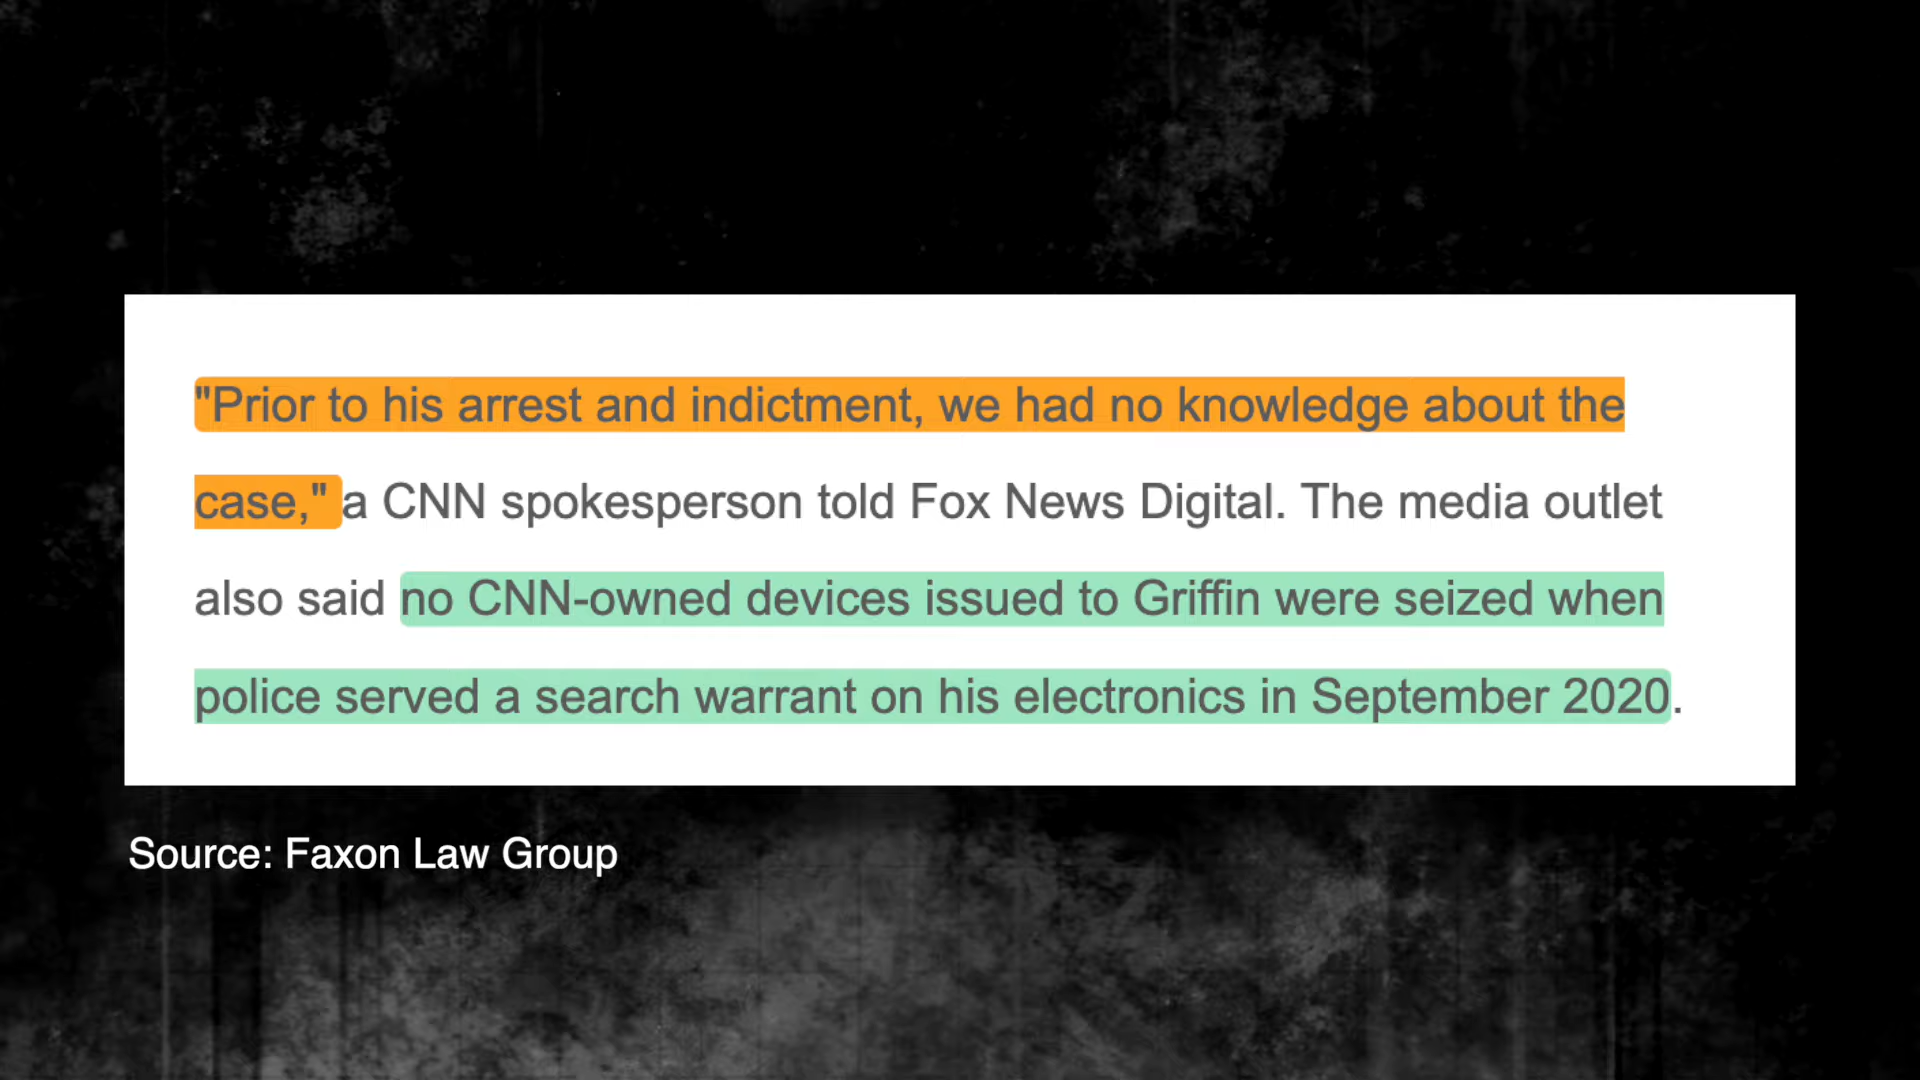 "Prior to his arrest and indictment, we had no knowledge about the
case," a CNN spokesperson told Fox News Digital. The media outlet
also said no CNN-owned devices issued to Griffin were seized when
police served a search warrant on his electronics in September 2020.
Source: Faxon Law Group